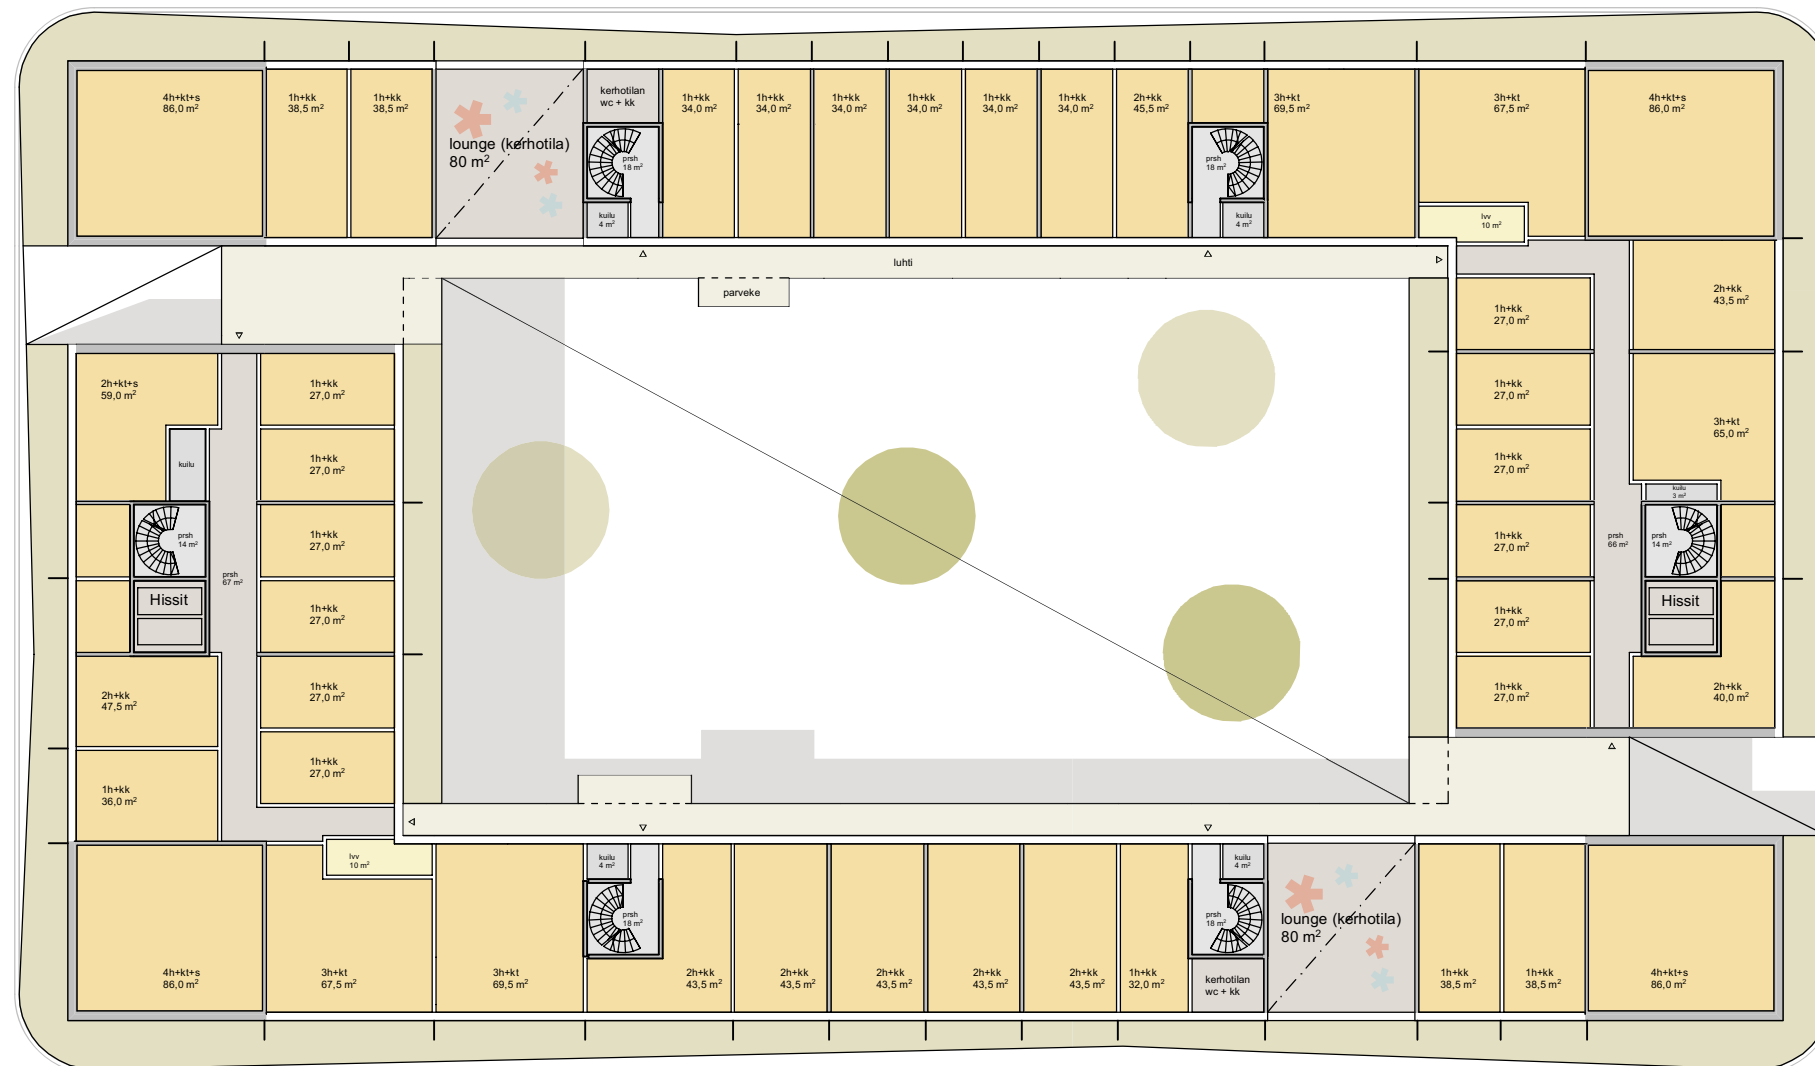 4h+kt+s
86,0 m²
1h+kk
38,5 m²
1h+kk
38,5 m²
lounge (kerhotila)
80 m²
kerhotilan
wc + kk
prsh
18 m²
kuilu
4 m²
1h+kk
34,0 m²
1h+kk
34,0 m²
1h+kk
34,0 m²
1h+kk
34,0 m²
1h+kk
34,0 m²
1h+kk
34,0 m²
2h+kk
45,5 m²
prsh
18 m²
kuilu
4 m²
3h+kt
69,5 m²
3h+kt
67,5 m²
lvv
10 m²
4h+kt+s
86,0 m²
luhti
parveke
2h+kt+s
59,0 m²
kuilu
prsh
14 m²
Hissit
prsh
67 m²
2h+kk
47,5 m²
1h+kk
36,0 m²
1h+kk
27,0 m²
1h+kk
27,0 m²
1h+kk
27,0 m²
1h+kk
27,0 m²
1h+kk
27,0 m²
1h+kk
27,0 m²
1h+kk
27,0 m²
1h+kk
27,0 m²
1h+kk
27,0 m²
1h+kk
27,0 m²
1h+kk
27,0 m²
1h+kk
27,0 m²
2h+kk
43,5 m²
3h+kt
65,0 m²
kuilu
3 m²
prsh
66 m²
prsh
14 m²
Hissit
2h+kk
40,0 m²
4h+kt+s
86,0 m²
lvv
10 m²
3h+kt
67,5 m²
3h+kt
69,5 m²
kuilu
4 m²
prsh
18 m²
2h+kk
43,5 m²
2h+kk
43,5 m²
2h+kk
43,5 m²
2h+kk
43,5 m²
2h+kk
43,5 m²
1h+kk
32,0 m²
kuilu
4 m²
prsh
18 m²
kerhotilan
wc + kk
lounge (kerhotila)
80 m²
1h+kk
38,5 m²
1h+kk
38,5 m²
4h+kt+s
86,0 m²